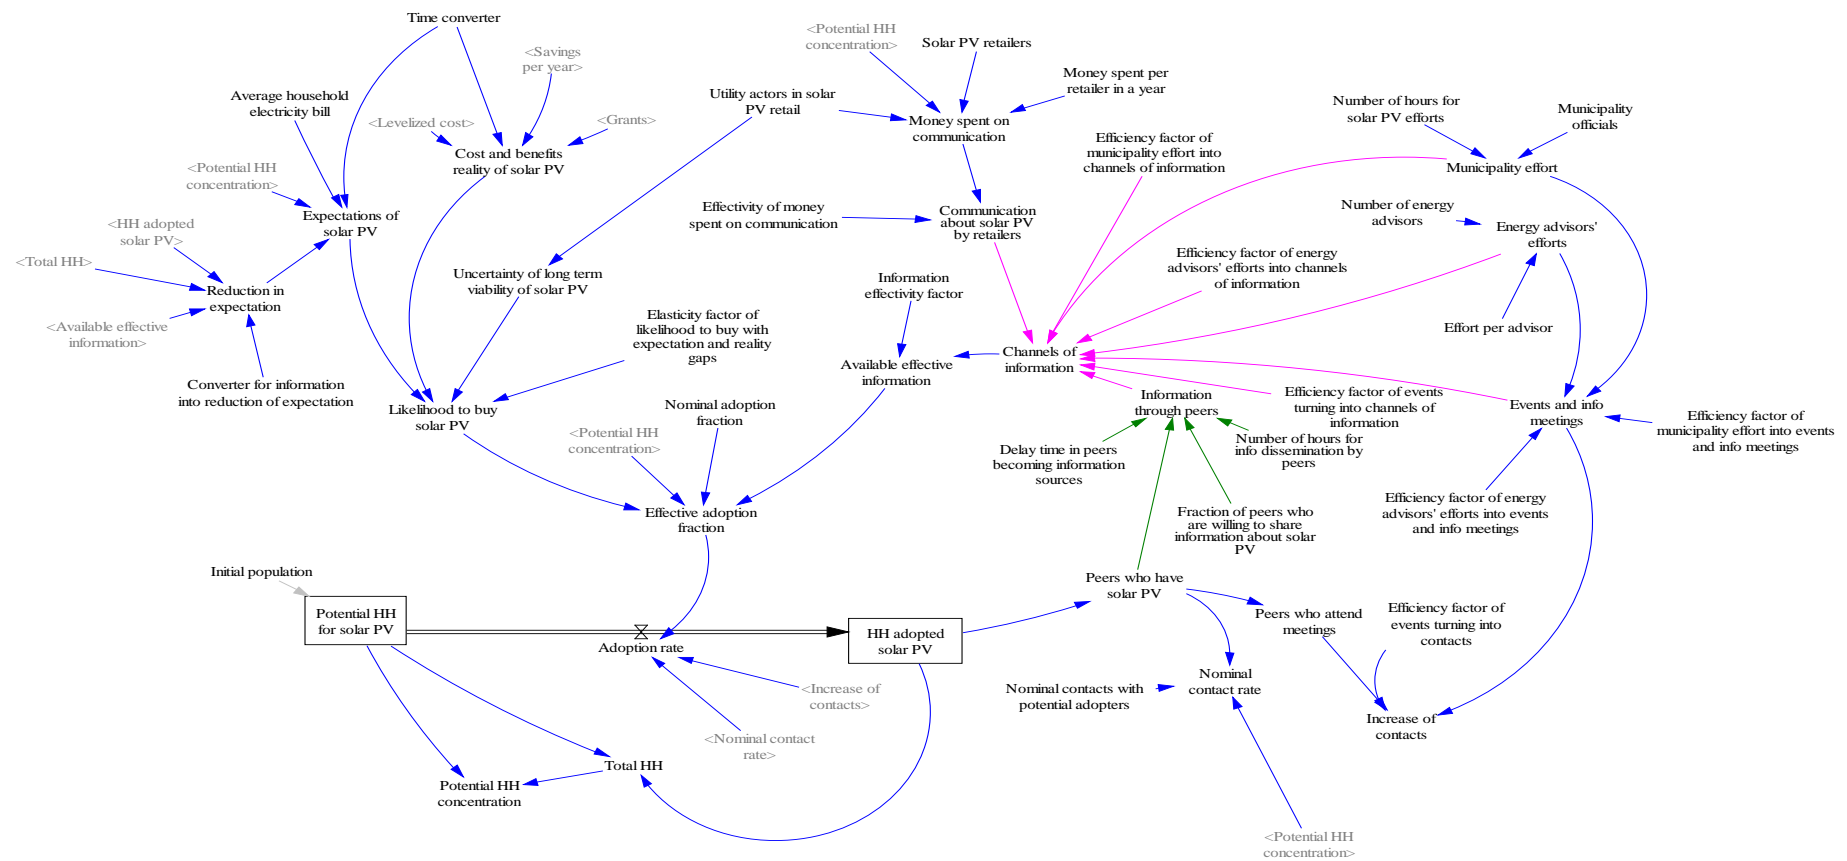 Time converter
<Savings
per year>
<Potential HH
concentration>
Solar PV retailers
Money spent per
retailer in a year
Average household
electricity bill
Utility actors in solar
PV retail
Number of hours for
solar PV efforts
Municipality
officials
<Levelized cost>
<Grants>
Money spent on
communication
Efficiency factor of
municipality effort into
channels of information
Cost and benefits
reality of solar PV
<Potential HH
concentration>
Municipality effort
Expectations of
solar PV
Effectivity of money
spent on communication
Communication
about solar PV
by retailers
Number of energy
advisors
Energy advisors'
efforts
<HH adopted
solar PV>
<Total HH>
Uncertainty of long term
viability of solar PV
Information
effectivity factor
Efficiency factor of energy
advisors' efforts into channels
of information
Reduction in
expectation
<Available effective
information>
Elasticity factor of
likelihood to buy with
expectation and reality
gaps
Effort per advisor
Available effective
information
Channels of
information
Converter for information
into reduction of expectation
Likelihood to buy
solar PV
Nominal adoption
fraction
Information
through peers
Efficiency factor of events
turning into channels of
information
Events and info
meetings
Efficiency factor of
municipality effort into events
and info meetings
<Potential HH
concentration>
Delay time in peers
becoming information
sources
Number of hours for
info dissemination by
peers
Effective adoption
fraction
Fraction of peers who
are willing to share
information about solar
PV
Efficiency factor of energy
advisors' efforts into events
and info meetings
Initial population
Potential HH
for solar PV
Adoption rate
HH adopted
solar PV
Peers who have
solar PV
Peers who attend
meetings
Efficiency factor of
events turning into
contacts
<Increase of
contacts>
Nominal contacts with
potential adopters
Nominal
contact rate
Increase of
contacts
<Nominal contact
rate>
Total HH
Potential HH
concentration
<Potential HH
concentration>